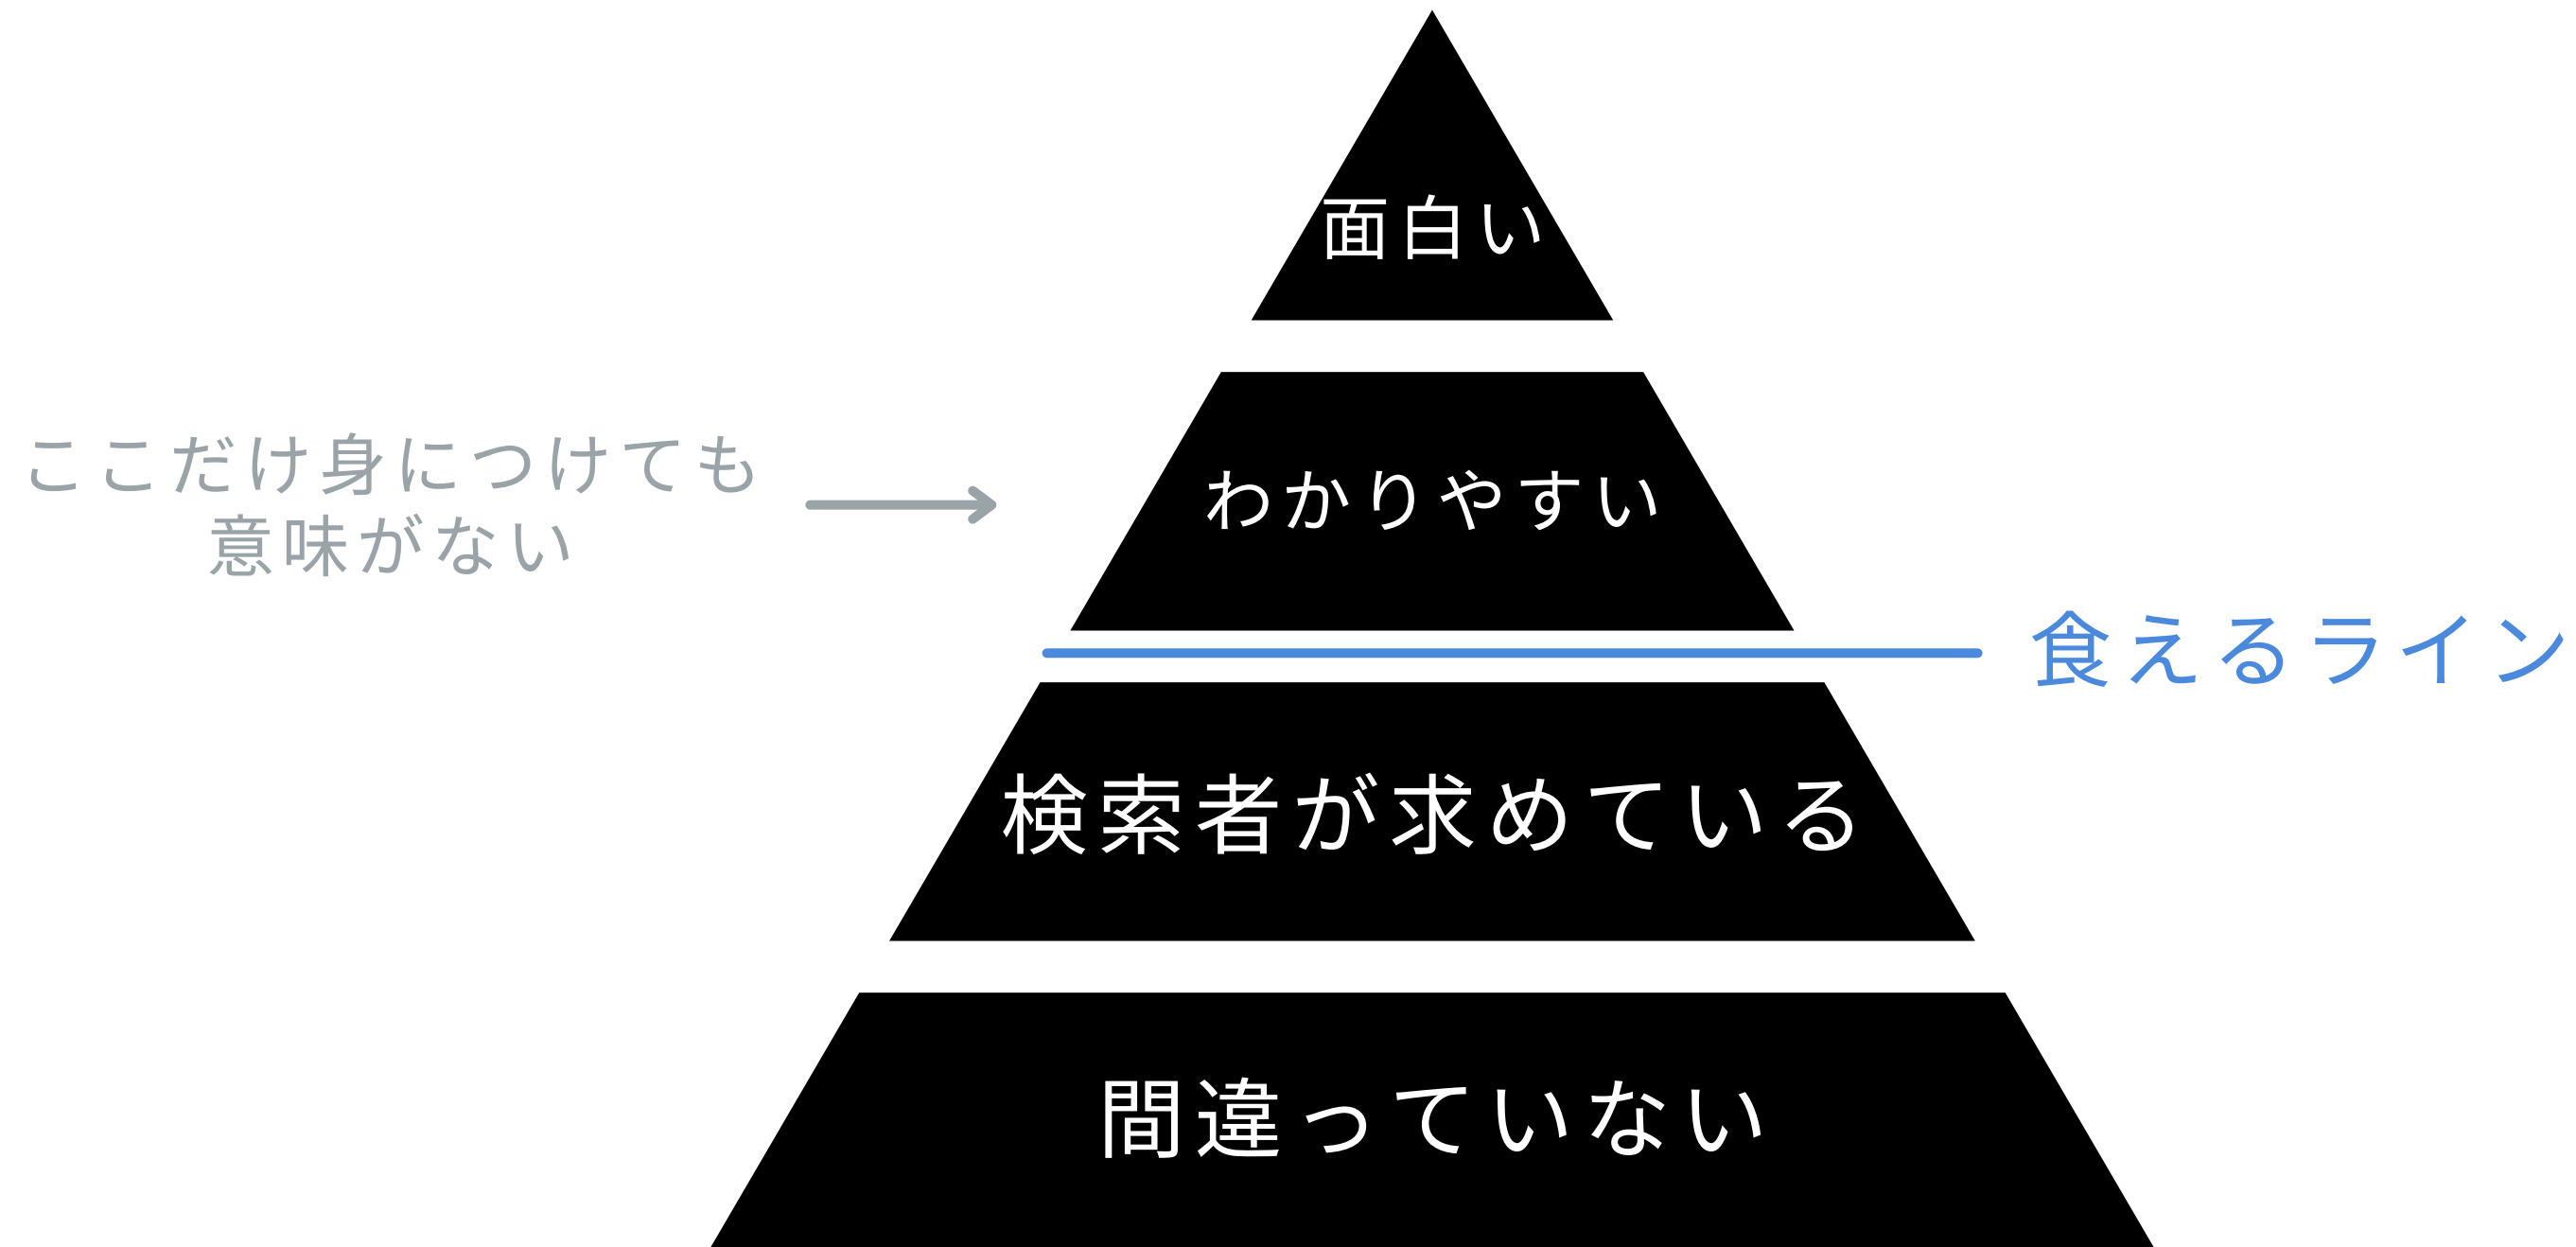 面白い
ここだけ身につけても
意味がない
わかりやすい
食えるライン
検索者が求めている
間違っていない